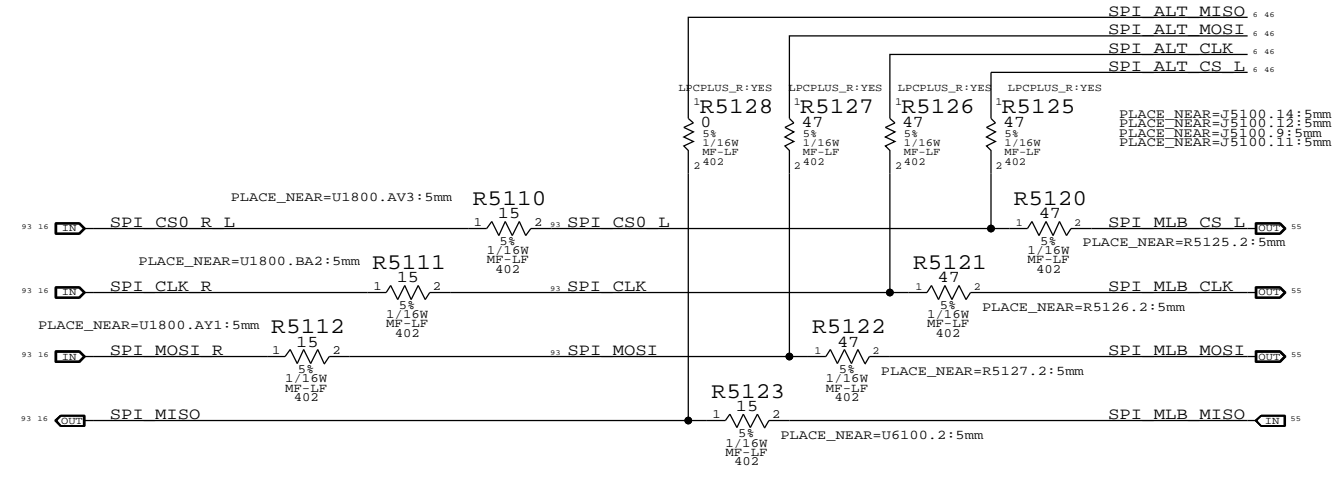 SPI_ALT_MISO 6 46
SPI_ALT_MOSI 6 46
SPI_ALT_CLK 6 46
SPI_ALT_CS_L 6 46
LPCPLUS_R:YES LPCPLUS_R:YES LPCPLUS_R:YES LPCPLUS_R:YES
1 R5128 1 R5127 1 R5126 1 R5125
0 47 47 47
5% 5% 5% 5%
1/16W 1/16W 1/16W 1/16W
MF-LF MF-LF MF-LF MF-LF
2 402 2 402 2 402 2 402
PLACE_NEAR=J5100.14:5mm
PLACE_NEAR=J5100.12:5mm
PLACE_NEAR=J5100.9:5mm
PLACE_NEAR=J5100.11:5mm
PLACE_NEAR=U1800.AV3:5mm R5110 R5120
93 16 IN SPI_CS0_R_L 1 15 2 93 SPI_CS0_L 1 47 2 SPI_MLB_CS_L OUT 55
5% 5% PLACE_NEAR=R5125.2:5mm
1/16W 1/16W
MF-LF MF-LF
402 402
PLACE_NEAR=U1800.BA2:5mm R5111 R5121
93 16 IN SPI_CLK_R 1 15 2 93 SPI_CLK 1 47 2 SPI_MLB_CLK OUT 55
5% 5% PLACE_NEAR=R5126.2:5mm
1/16W 1/16W
MF-LF MF-LF
402 402
PLACE_NEAR=U1800.AY1:5mm R5112 R5122
93 16 IN SPI_MOSI_R 1 15 2 93 SPI_MOSI 1 47 2 SPI_MLB_MOSI OUT 55
5% 5% PLACE_NEAR=R5127.2:5mm
1/16W 1/16W
MF-LF MF-LF
402 402
R5123
93 16 OUT SPI_MISO 1 15 2 SPI_MLB_MISO IN 55
5% PLACE_NEAR=U6100.2:5mm
1/16W
MF-LF
402